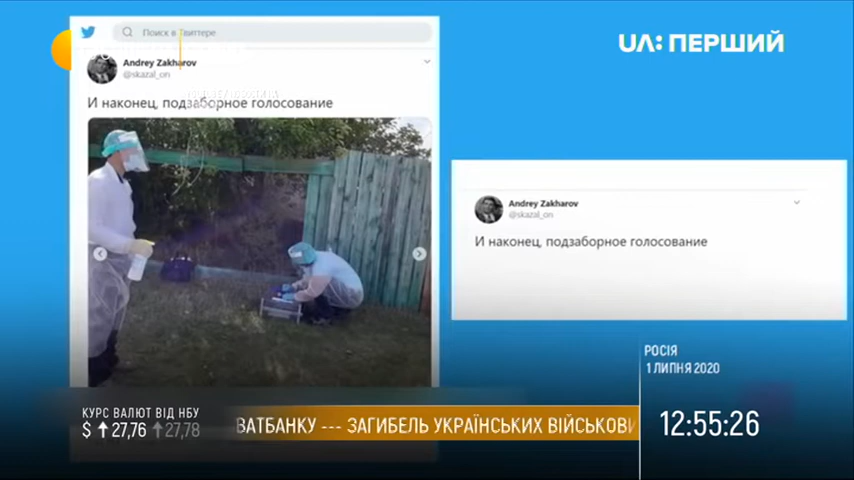 Поиск в Твиттере
UA: ПЕРШИЙ
Andrey Zakharov
@skazal_on
И наконец, подзаборное голосование
Andrey Zakharov
@skazal_on
И наконец, подзаборное голосование
РОСІЯ
1 ЛИПНЯ 2020
КУРС ВАЛЮТ ВІД НБУ
$ ↑ 27,76 ↑ 27,78
ВАТБАНКУ --- ЗАГИБЕЛЬ УКРАЇНСЬКИХ ВІЙСЬКОВИ
12:55:26